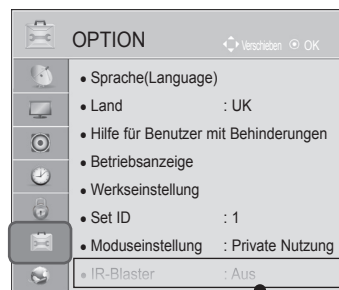 OPTION Verschieben OK
• Sprache(Language)
• Land : UK
• Hilfe für Benutzer mit Behinderungen
• Betriebsanzeige
• Werkseinstellung
• Set ID : 1
• Moduseinstellung : Private Nutzung
• IR-Blaster : Aus